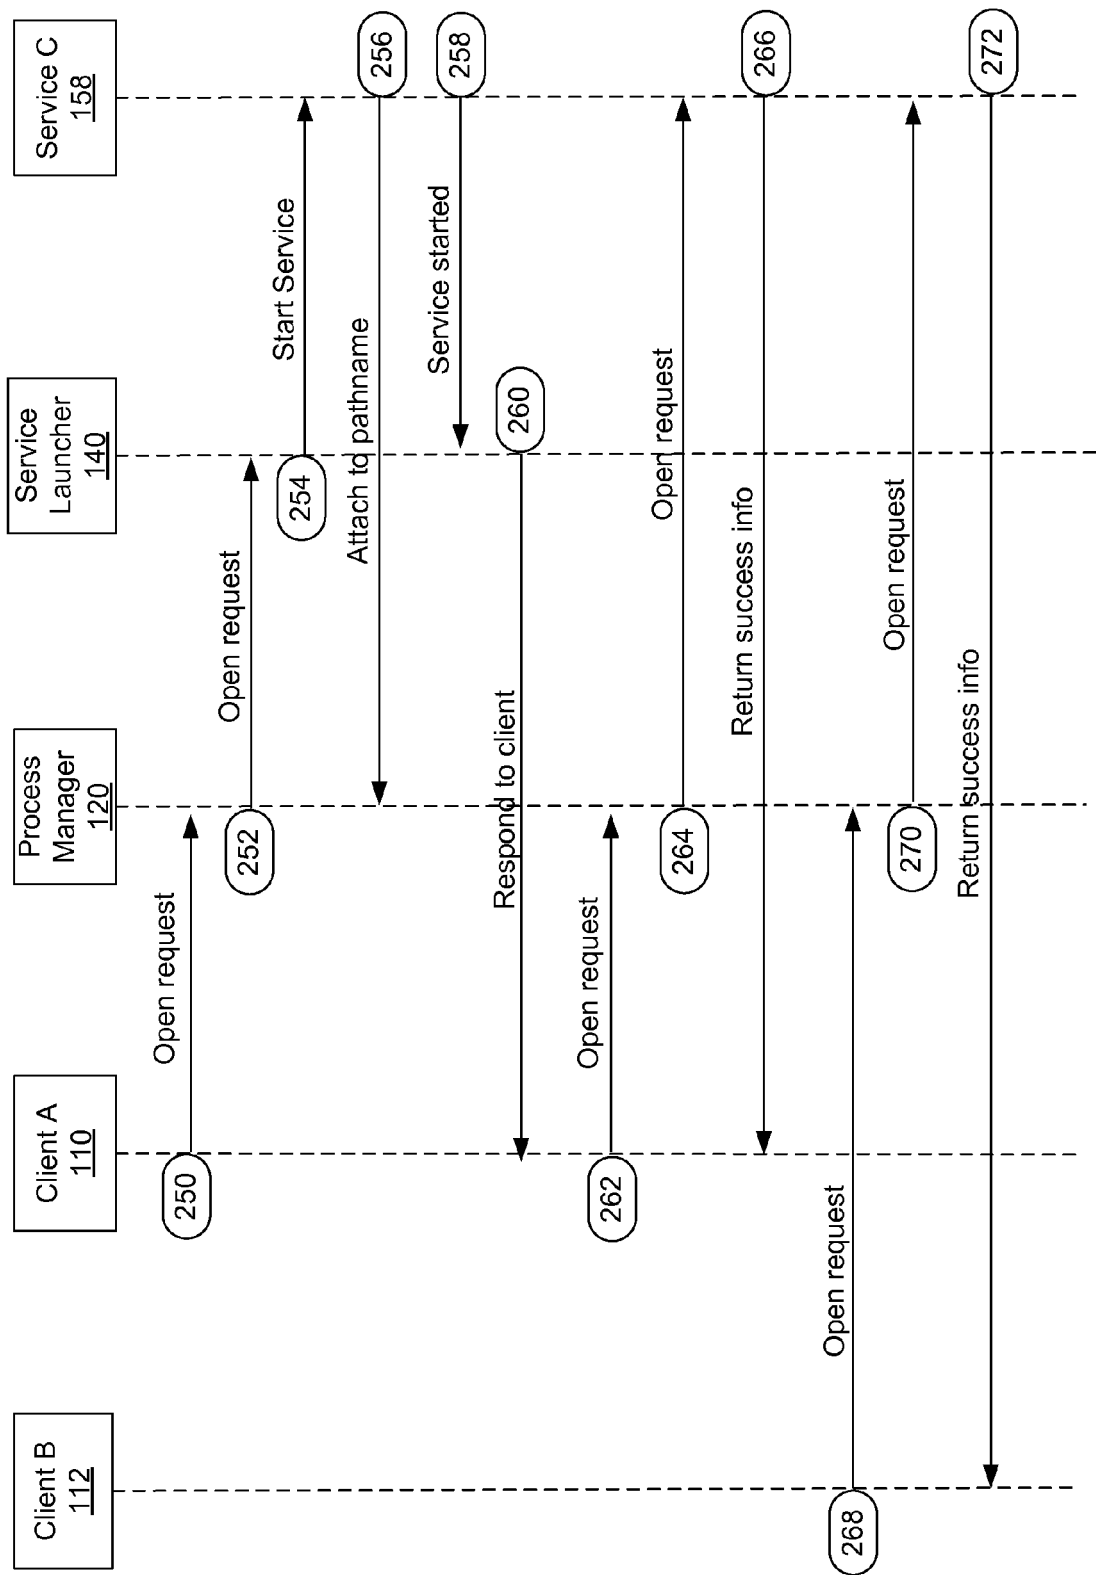 Client B
112
Client A
110
Process
Manager
120
Service
Launcher
140
Service C
158
250
Open request
252
Open request
254
Start Service
256
Attach to pathname
258
Service started
260
Respond to client
262
Open request
264
Open request
266
Return success info
268
Open request
270
Open request
272
Return success info